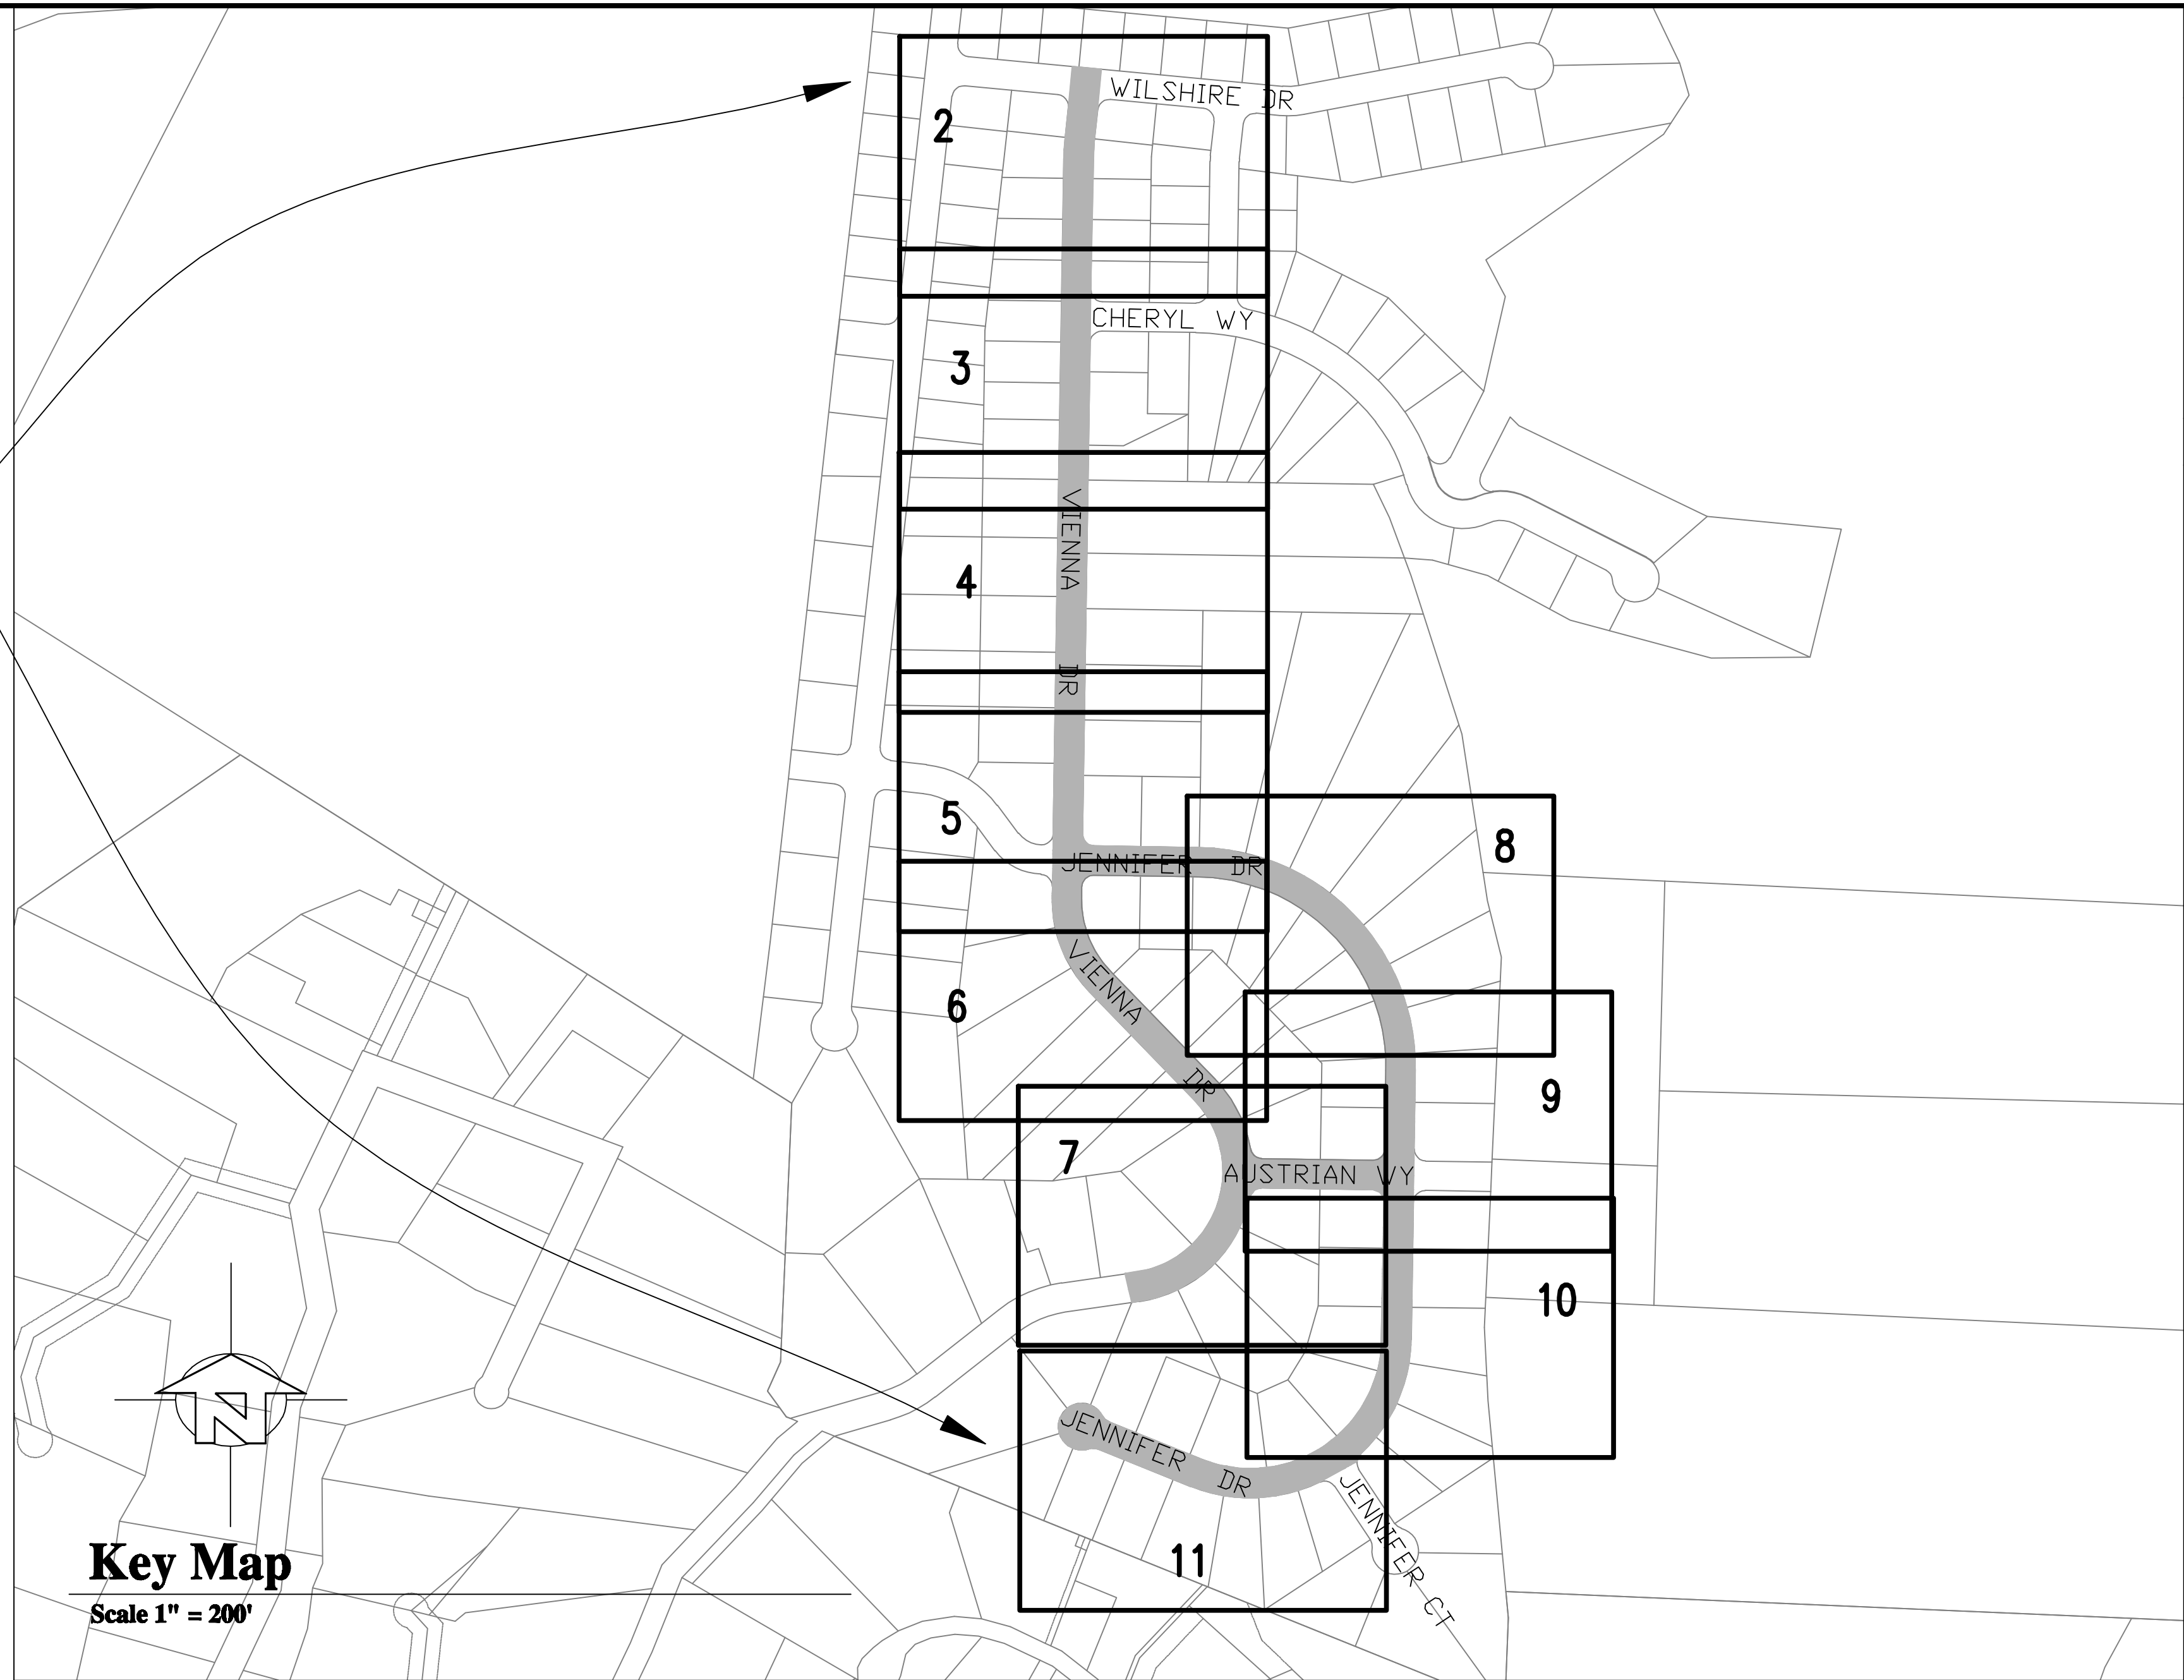 WILSHIRE DR
2
CHERYL WY
3
VIENNA DR
4
5
JENNIFER DR
8
VIENNA DR
6
9
7
AUSTRIAN WY
10
JENNIFER DR
JENNIFER CT
11
N
Key Map
Scale 1" = 200'